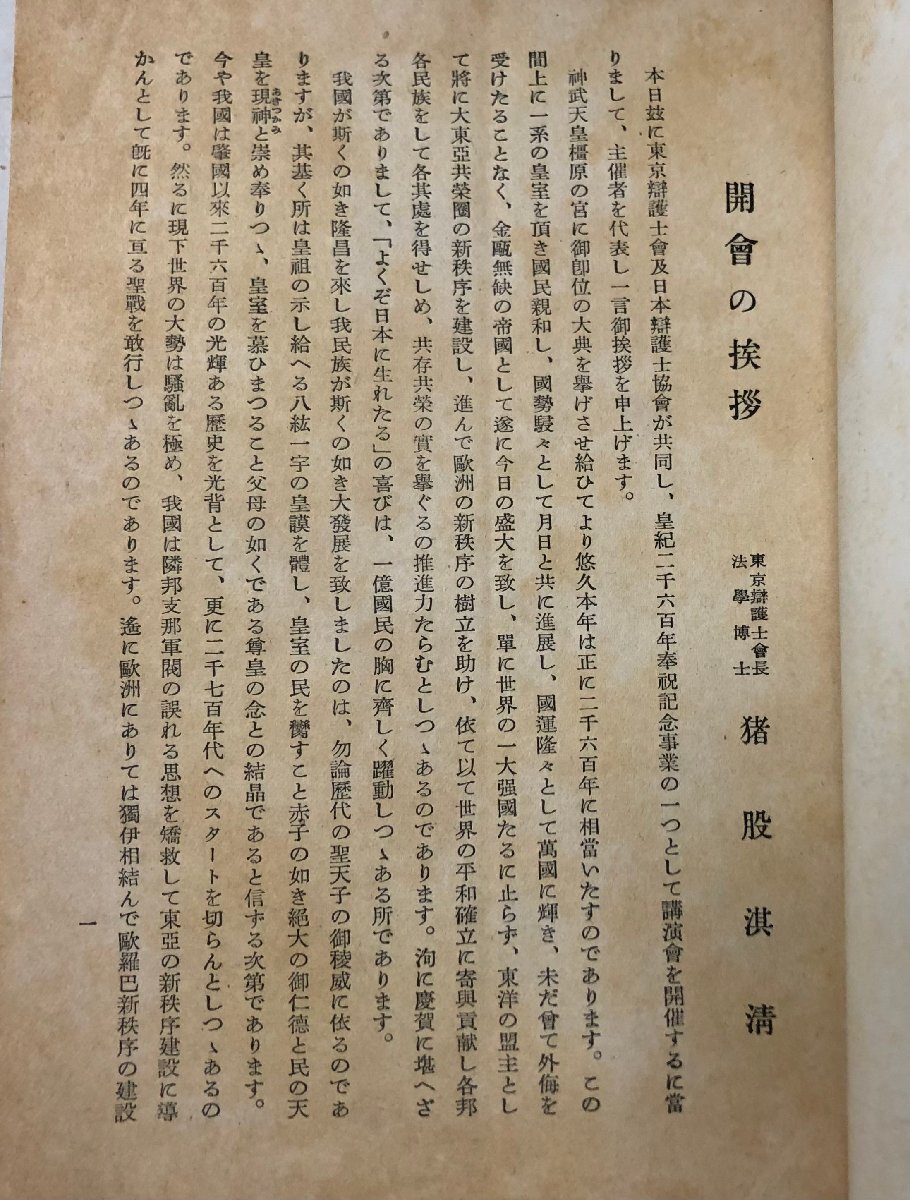 開會の挨拶
東京辯護士會長
法學博士
猪股淇淸
本日玆に東京辯護士會及日本辯護士協會が共同し、皇紀二千六百年奉祝記念事業の一つとして講演會を開催するに當
りまして、主催者を代表し一言御挨拶を申上げます。
神武天皇橿原の宮に御卽位の大典を擧げさせ給ひてより悠久本年は正に二千六百年に相當いたすのであります。この
間上に一系の皇室を頂き國民親和し、國勢駸々として月日と共に進展し、國運隆々として萬國に輝き、未だ曾て外侮を
受けたることなく、金甌無缺の帝國として遂に今日の盛大を致し、單に世界の一大强國たるに止らず、東洋の盟主とし
て將に大東亞共榮圈の新秩序を建設し、進んで歐洲の新秩序の樹立を助け、依て以て世界の平和確立に寄與貢献し各邦
各民族をして各其處を得せしめ、共存共榮の實を擧ぐるの推進力たらむとしつゝあるのであります。洵に慶賀に堪へざ
る次第でありまして、「よくぞ日本に生れたる」の喜びは、一億國民の胸に齊しく躍動しつゝある所であります。
我國が斯くの如き隆昌を來し我民族が斯くの如き大發展を致しましたのは、勿論歷代の聖天子の御稜威に依るのであ
りますが、其基く所は皇祖の示し給へる八紘一宇の皇謨を體し、皇室の民を臠すこと赤子の如き絕大の御仁德と民の天
皇を現神と崇め奉りつゝ、皇室を慕ひまつること父母の如くである尊皇の念との結晶であると信ずる次第であります。
あきつみかみ
今や我國は肇國以來二千六百年の光輝ある歷史を光背として、更に二千七百年代へのスタートを切らんとしつゝあるの
であります。然るに現下世界の大勢は騷亂を極め、我國は隣邦支那軍閥の誤れる思想を矯救して東亞の新秩序建設に導
かんとして旣に四年に亙る聖戰を敢行しつゝあるのであります。遙に歐洲にありては獨伊相結んで歐羅巴新秩序の建設
一